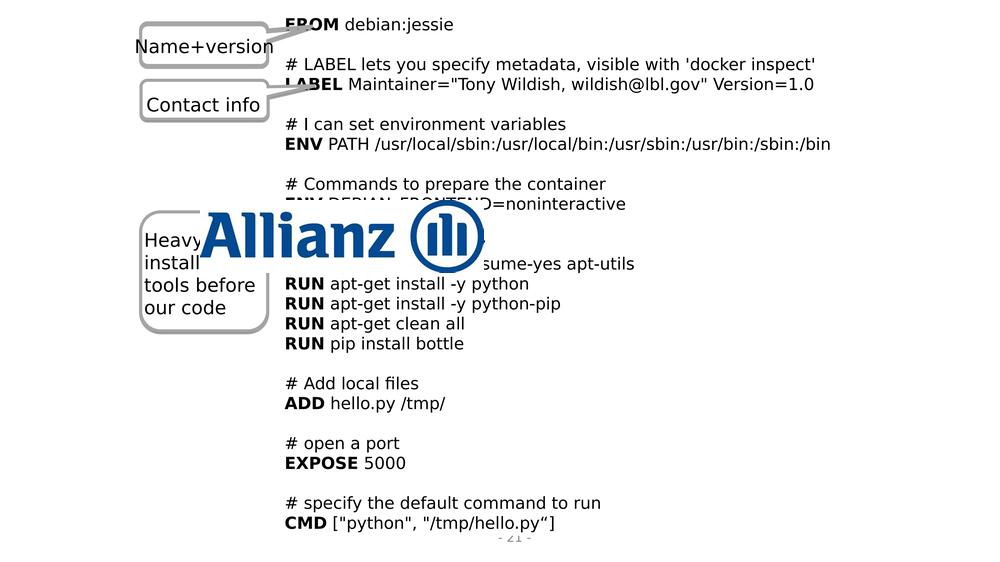 Name+version
Contact info
Heavy
install
tools before
our code
FROM debian:jessie
# LABEL lets you specify metadata, visible with 'docker inspect'
LABEL Maintainer="Tony Wildish, wildish@lbl.gov" Version=1.0
# I can set environment variables
ENV PATH /usr/local/sbin:/usr/local/bin:/usr/sbin:/usr/bin:/sbin:/bin
# Commands to prepare the container
ENV DEBIAN_FRONTEND=noninteractive
Allianz
sume-yes apt-utils
RUN apt-get install -y python
RUN apt-get install -y python-pip
RUN apt-get clean all
RUN pip install bottle
# Add local files
ADD hello.py /tmp/
# open a port
EXPOSE 5000
# specify the default command to run
CMD ["python", "/tmp/hello.py“]
- 21 -